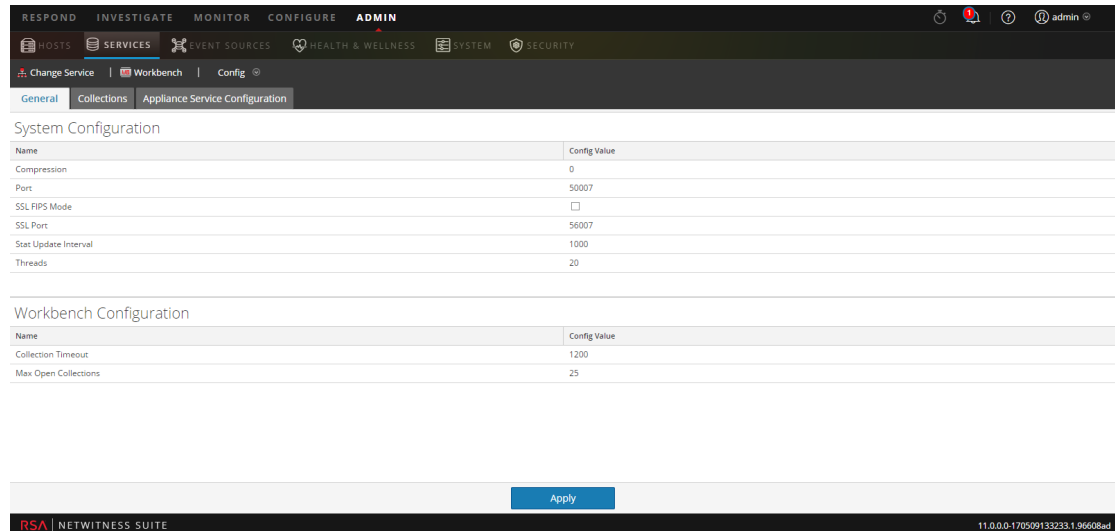 RESPOND INVESTIGATE MONITOR CONFIGURE ADMIN 1 admin
HOSTS SERVICES EVENT SOURCES HEALTH & WELLNESS SYSTEM SECURITY
Change Service | Workbench | Config
General Collections Appliance Service Configuration
System Configuration
Name Config Value
Compression 0
Port 50007
SSL FIPS Mode
SSL Port 56007
Stat Update Interval 1000
Threads 20
Workbench Configuration
Name Config Value
Collection Timeout 1200
Max Open Collections 25
Apply
RSA NETWITNESS SUITE 11.0.0.0-170509133233.1.96608ad